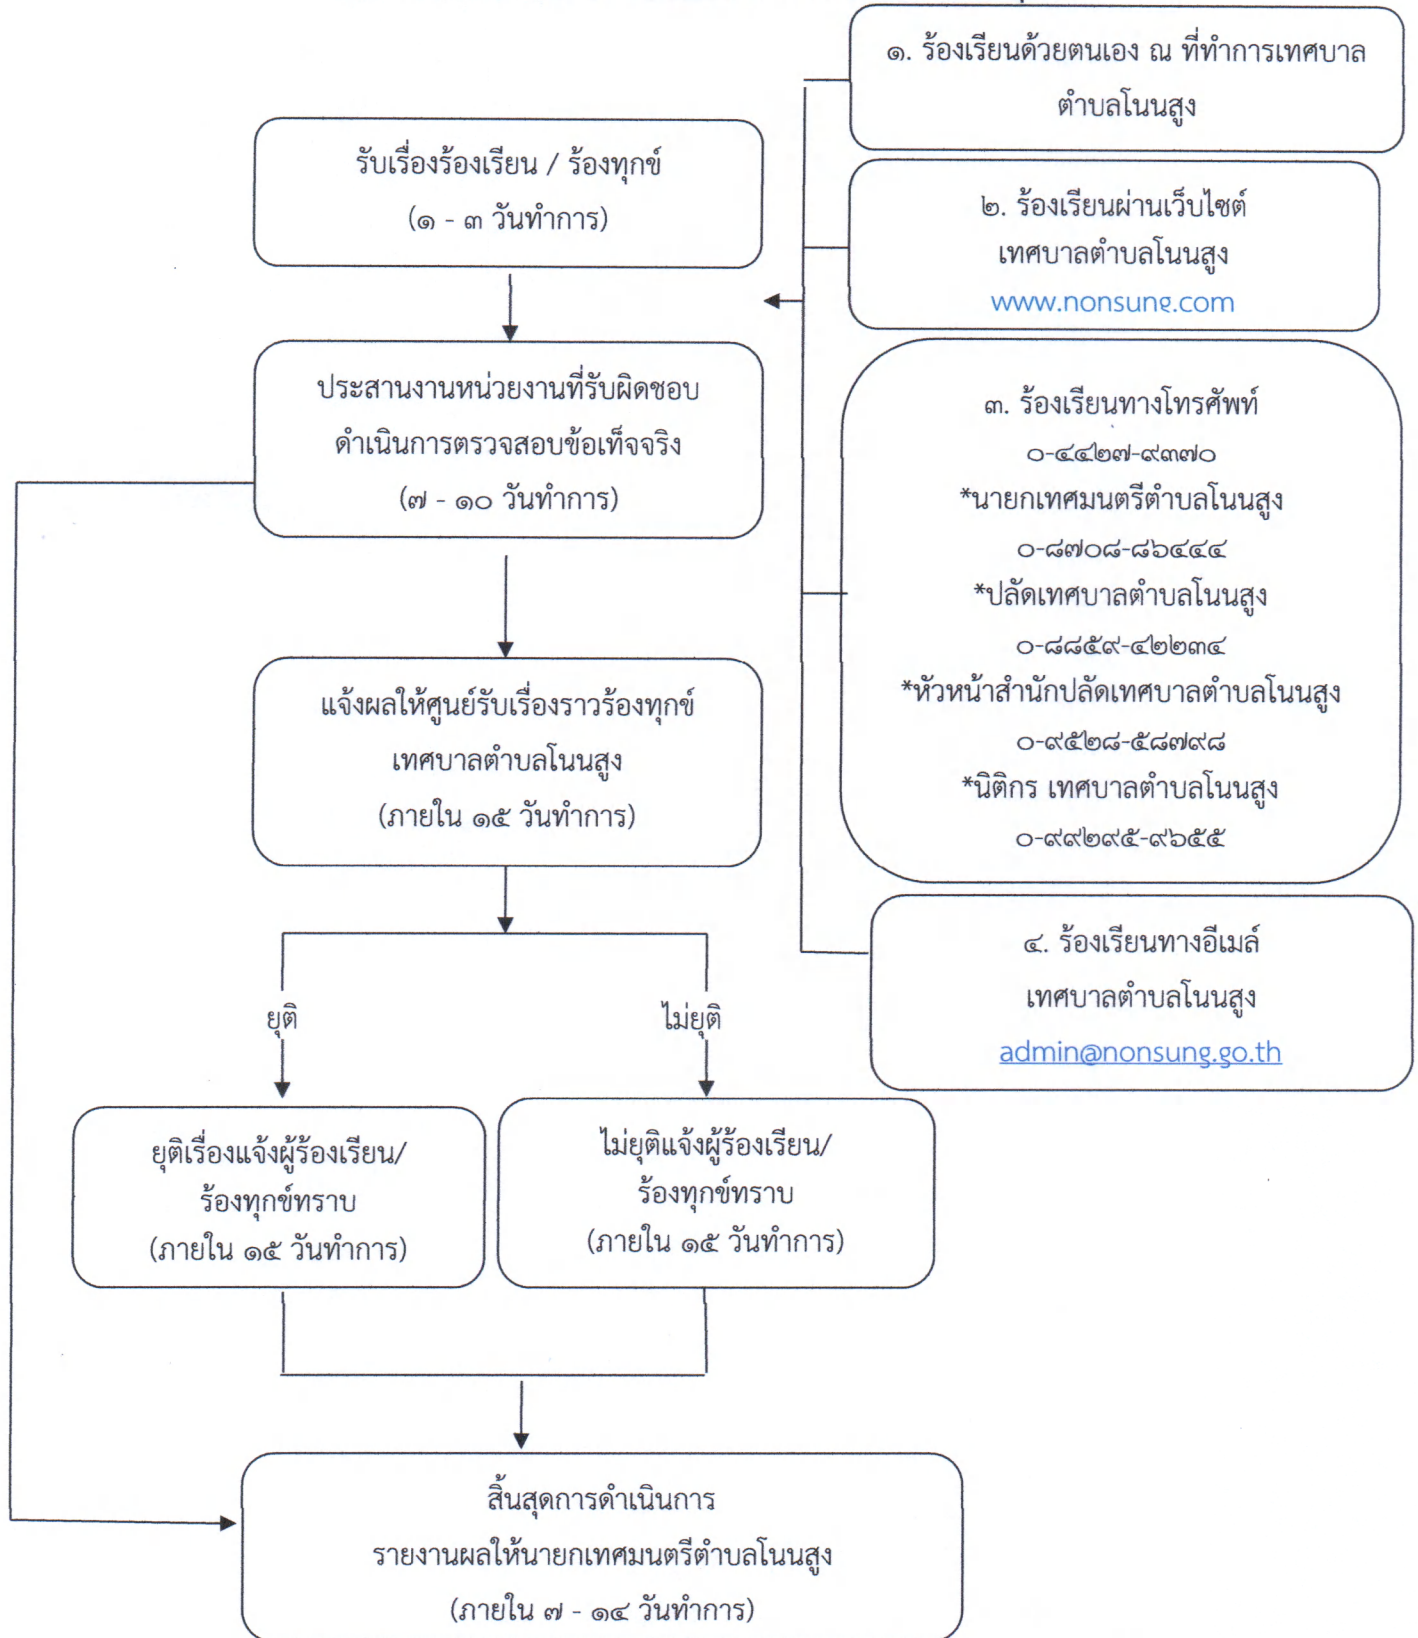 ๑. ร้องเรียนด้วยตนเอง ณ ที่ทำการเทศบาล
ตำบลโนนสูง
รับเรื่องร้องเรียน / ร้องทุกข์
(๑ - ๓ วันทำการ)
๒. ร้องเรียนผ่านเว็บไซต์
เทศบาลตำบลโนนสูง
www.nonsung.com
ประสานงานหน่วยงานที่รับผิดชอบ
ดำเนินการตรวจสอบข้อเท็จจริง
(๗ - ๑๐ วันทำการ)
๓. ร้องเรียนทางโทรศัพท์
๐-๔๔๒๗-๙๓๗๐
*นายกเทศมนตรีตำบลโนนสูง
๐-๘๗๐๘-๘๖๔๔๔
*ปลัดเทศบาลตำบลโนนสูง
๐-๘๘๕๙-๔๒๒๓๔
*หัวหน้าสำนักปลัดเทศบาลตำบลโนนสูง
๐-๙๕๒๘-๕๘๗๙๘
*นิติกร เทศบาลตำบลโนนสูง
๐-๙๙๒๙๕-๙๖๕๕
แจ้งผลให้ศูนย์รับเรื่องราวร้องทุกข์
เทศบาลตำบลโนนสูง
(ภายใน ๑๕ วันทำการ)
๔. ร้องเรียนทางอีเมล์
เทศบาลตำบลโนนสูง
admin@nonsung.go.th
ยุติ
ไม่ยุติ
ยุติเรื่องแจ้งผู้ร้องเรียน/
ร้องทุกข์ทราบ
(ภายใน ๑๕ วันทำการ)
ไม่ยุติแจ้งผู้ร้องเรียน/
ร้องทุกข์ทราบ
(ภายใน ๑๕ วันทำการ)
สิ้นสุดการดำเนินการ
รายงานผลให้นายกเทศมนตรีตำบลโนนสูง
(ภายใน ๗ - ๑๔ วันทำการ)